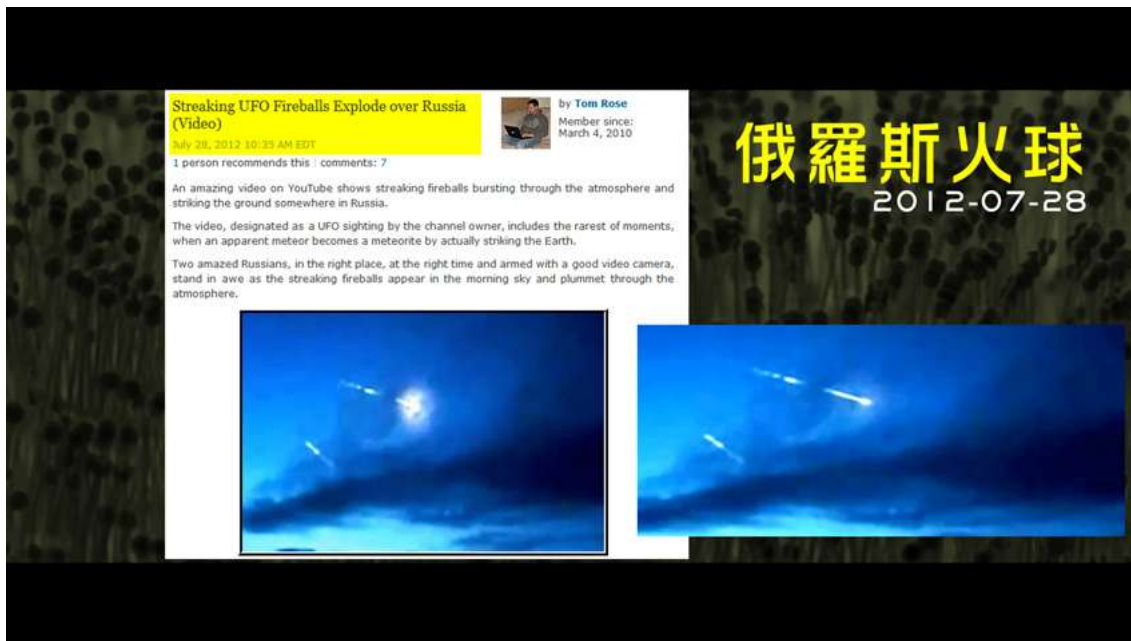 Streaking UFO Fireballs Explode over Russia
(Video)
July 28, 2012 10:35 AM EDT
1 person recommends this | comments: 7
by Tom Rose
Member since:
March 4, 2010
An amazing video on YouTube shows streaking fireballs bursting through the atmosphere and
striking the ground somewhere in Russia.
The video, designated as a UFO sighting by the channel owner, includes the rarest of moments,
when an apparent meteor becomes a meteorite by actually striking the Earth.
Two amazed Russians, in the right place, at the right time and armed with a good video camera,
stand in awe as the streaking fireballs appear in the morning sky and plummet through the
atmosphere.
俄羅斯火球
2012-07-28